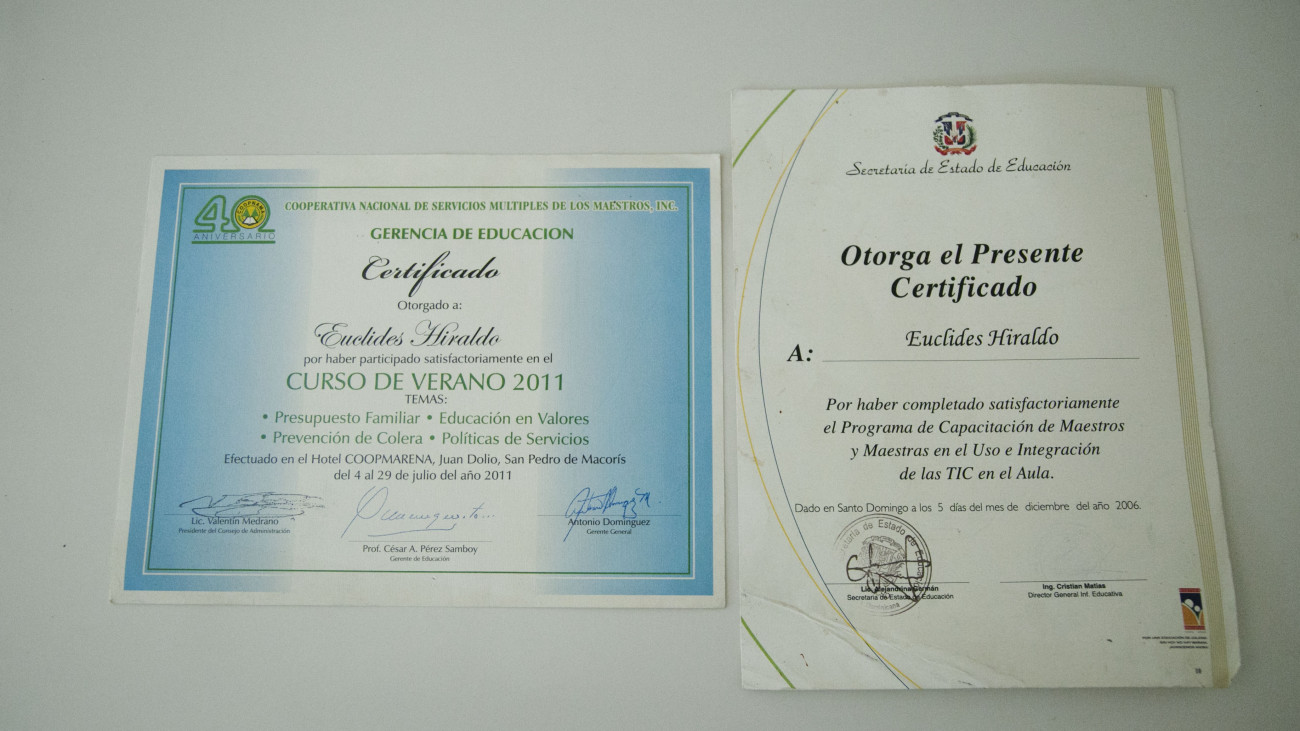 40
COOPMARENA
ANIVERSARIO
COOPERATIVA NACIONAL DE SERVICIOS MULTIPLES DE LOS MAESTROS, INC.
GERENCIA DE EDUCACION
Certificado
Otorgado a:
Euclides Hiraldo
por haber participado satisfactoriamente en el
CURSO DE VERANO 2011
TEMAS:
• Presupuesto Familiar • Educación en Valores
• Prevención de Colera • Políticas de Servicios
Efectuado en el Hotel COOPMARENA, Juan Dolio, San Pedro de Macorís
del 4 al 29 de julio del año 2011
Lic. Valentín Medrano
Presidente del Consejo de Administración
Prof. César A. Pérez Samboy
Gerente de Educación
Antonio Domínguez
Gerente General
Secretaria de Estado de Educación
Otorga el Presente
Certificado
A: Euclides Hiraldo
Por haber completado satisfactoriamente
el Programa de Capacitación de Maestros
y Maestras en el Uso e Integración
de las TIC en el Aula.
Dado en Santo Domingo a los 5 días del mes de diciembre del año 2006.
Lic. Alejandrina Germán
Secretaria de Estado de Educación
Ing. Cristian Matías
Director General Inf. Educativa